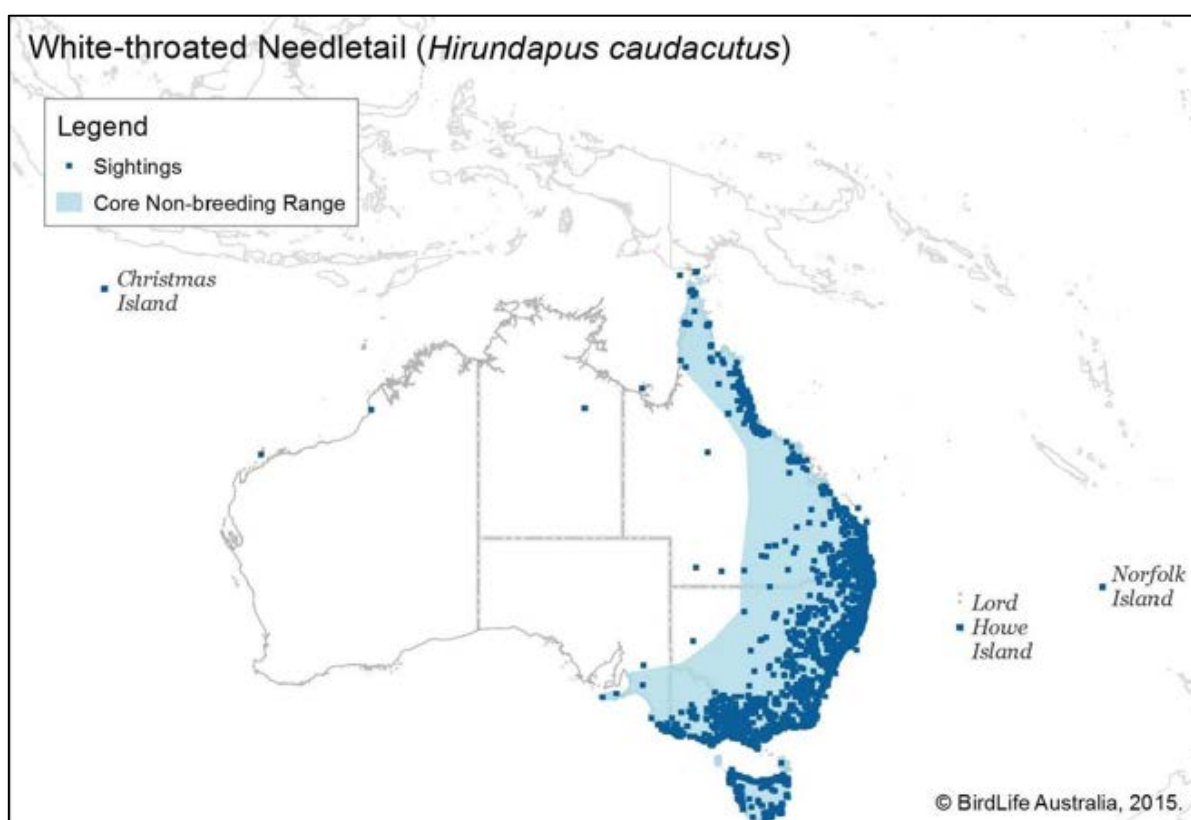 White-throated Needletail (Hirundapus caudacutus)
Legend
Sightings
Core Non-breeding Range
Christmas
Island
Norfolk
Island
Lord
Howe
Island
© BirdLife Australia, 2015.